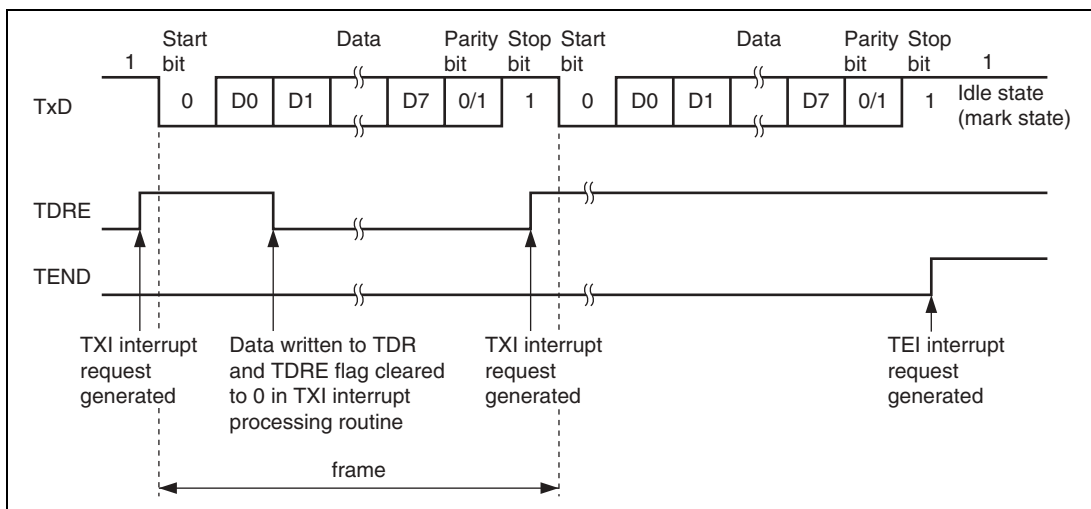 Start bit Data Parity bit Stop bit Start bit Data Parity bit Stop bit
1 1
TxD 0 D0 D1 D7 0/1 1 0 D0 D1 D7 0/1 1 Idle state (mark state)
TDRE
TEND
TXI interrupt
request
generated
Data written to TDR
and TDRE flag cleared
to 0 in TXI interrupt
processing routine
TXI interrupt
request
generated
TEI interrupt
request
generated
frame